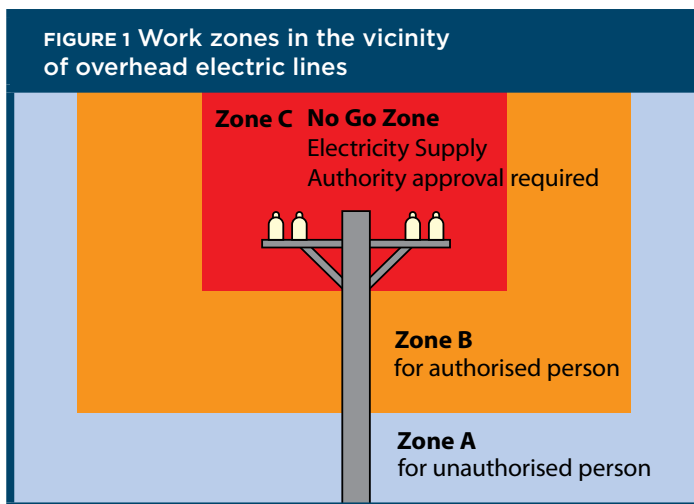 FIGURE 1 Work zones in the vicinity
of overhead electric lines
Zone C No Go Zone
Electricity Supply
Authority approval required
Zone B
for authorised person
Zone A
for unauthorised person